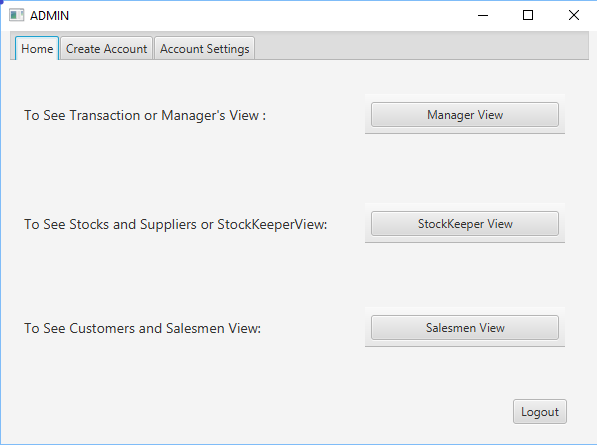 ADMIN
Home Create Account Account Settings
To See Transaction or Manager's View : Manager View
To See Stocks and Suppliers or StockKeeperView: StockKeeper View
To See Customers and Salesmen View: Salesmen View
Logout